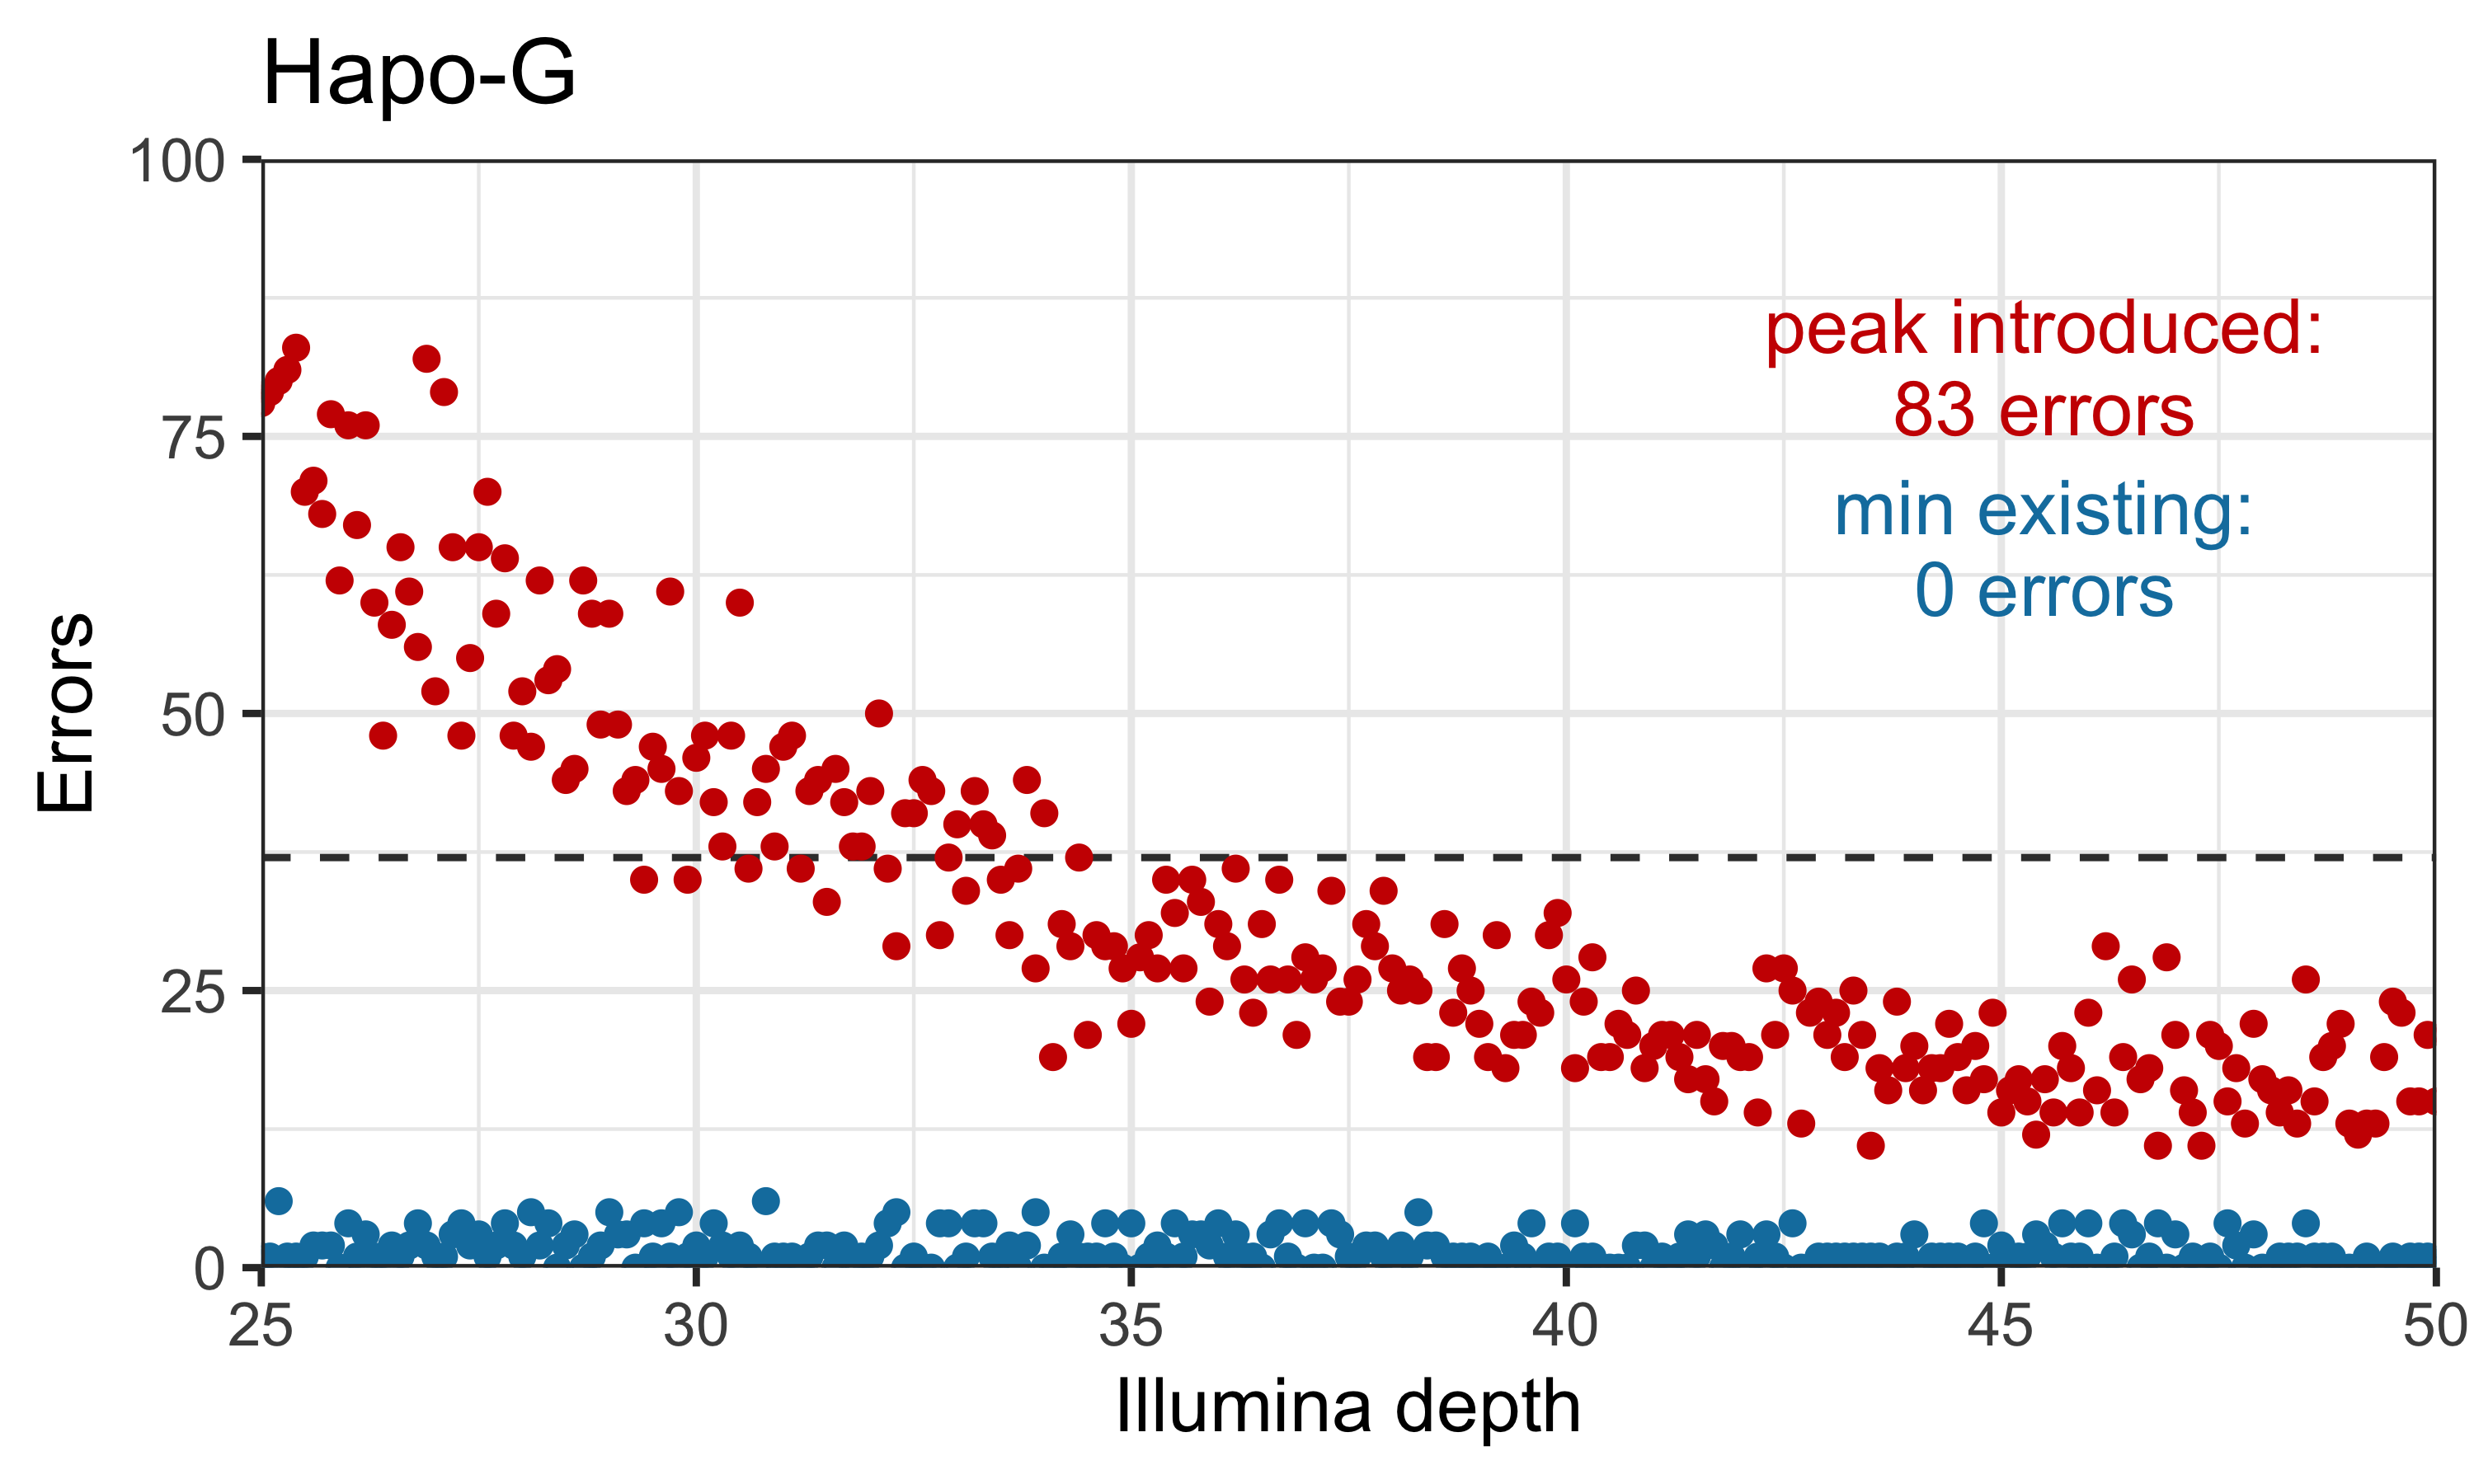 Hapo-G
100
75
50
25
0
Errors
peak introduced:
83 errors
min existing:
0 errors
25 30 35 40 45 50
Illumina depth